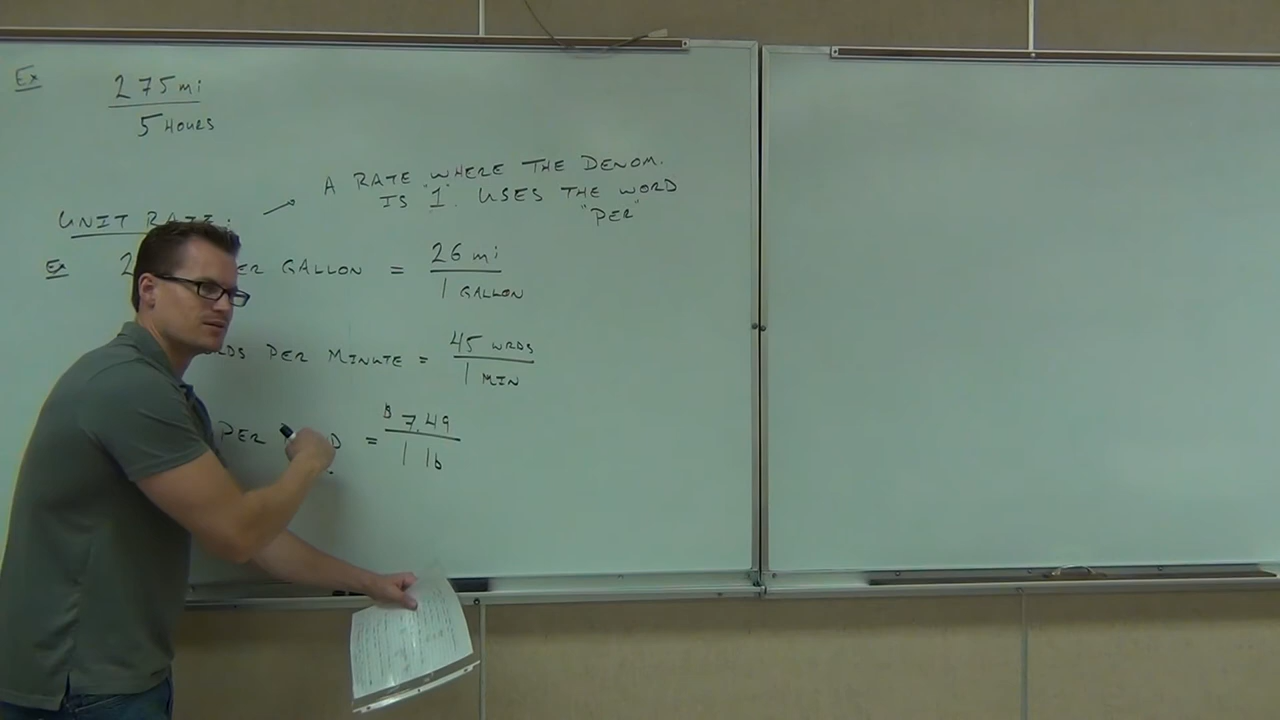 Ex
275 mi
5 HOURS
A RATE WHERE THE DENOM.
IS "1". USES THE WORD
"PER"
UNIT RATE:
Ex GALLON = 26 mi
1 GALLON
PER MINUTE = 45 WRDS
1 MIN
PER = $7.49
1 lb